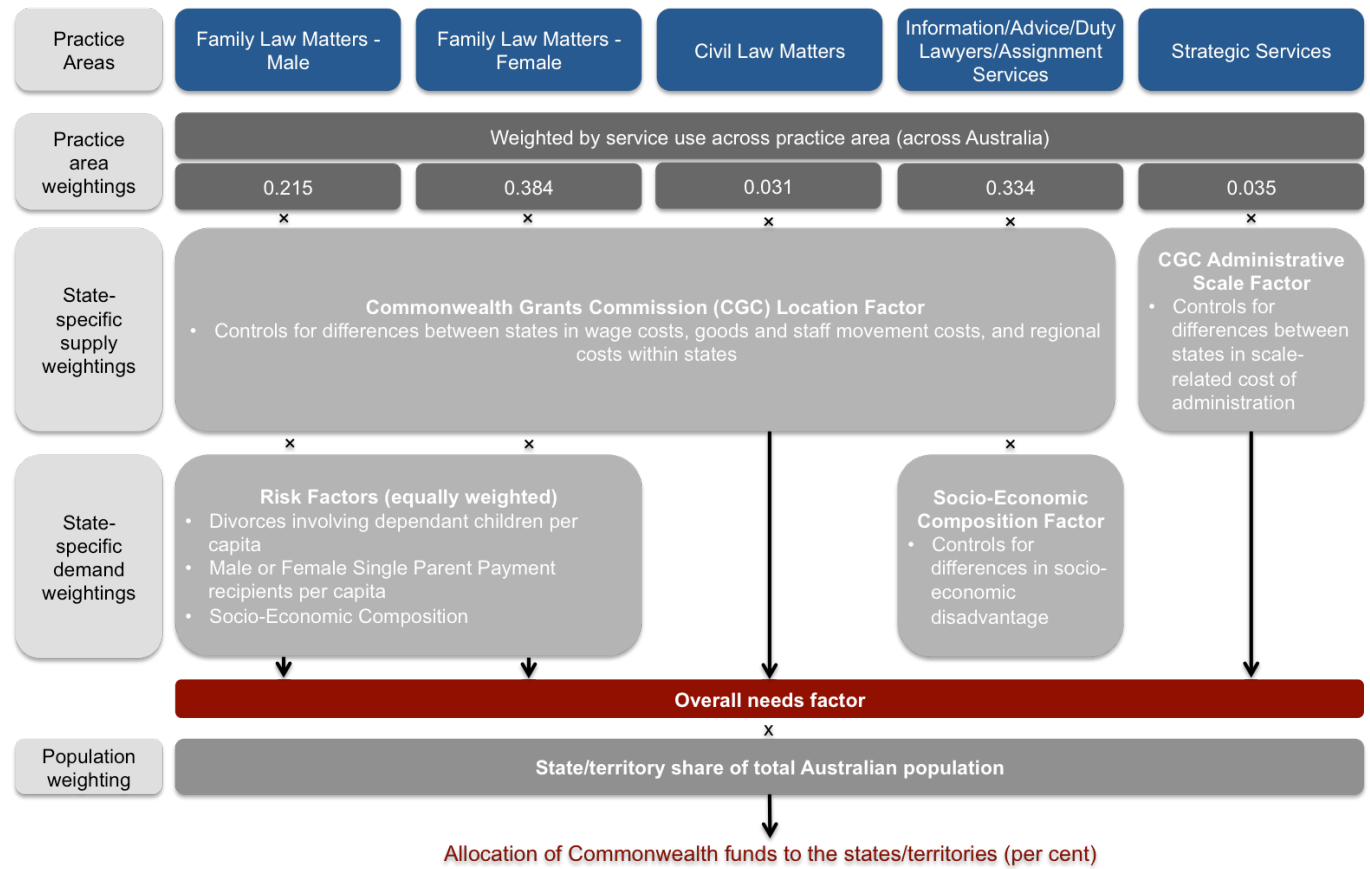 Practice
Areas
Family Law Matters -
Male
Family Law Matters -
Female
Civil Law Matters
Information/Advice/Duty
Lawyers/Assignment
Services
Strategic Services
Practice
area
weightings
Weighted by service use across practice area (across Australia)
0.215
0.384
0.031
0.334
0.035
×
×
×
×
×
State-
specific
supply
weightings
Commonwealth Grants Commission (CGC) Location Factor
• Controls for differences between states in wage costs, goods and staff movement costs, and regional
costs within states
CGC Administrative
Scale Factor
• Controls for
differences between
states in scale-
related cost of
administration
×
×
×
State-
specific
demand
weightings
Risk Factors (equally weighted)
• Divorces involving dependant children per
capita
• Male or Female Single Parent Payment
recipients per capita
• Socio-Economic Composition
Socio-Economic
Composition Factor
• Controls for
differences in socio-
economic
disadvantage
Overall needs factor
x
Population
weighting
State/territory share of total Australian population
Allocation of Commonwealth funds to the states/territories (per cent)